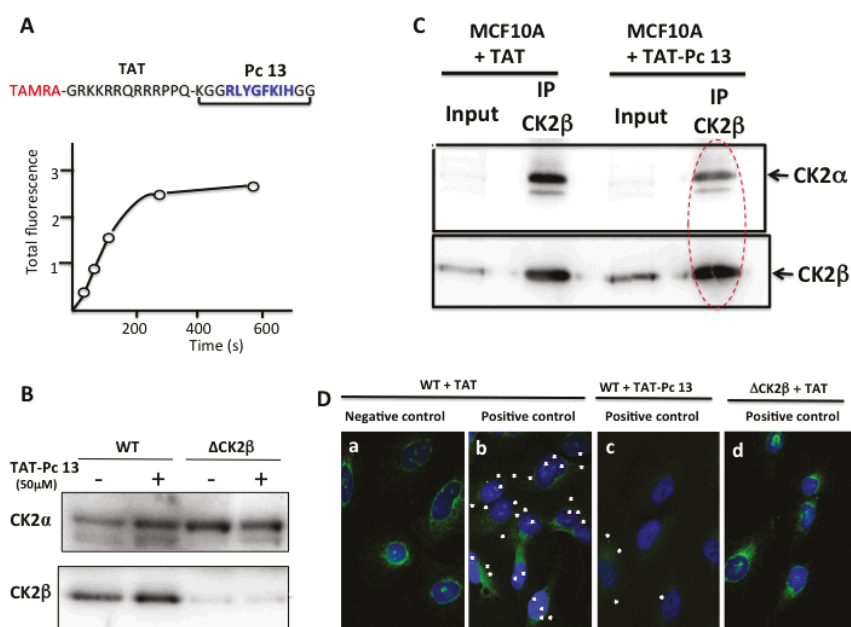 A
TAT Pc 13
TAMRA-GRKKRRQRRRPPQ-KGGRLYGFKIHGG
Total fluorescence
3
2
1
200 400 600
Time (s)
B
WT ΔCK2β
TAT-Pc 13 - + - +
(50μM)
CK2α
CK2β
C
MCF10A MCF10A
+ TAT + TAT-Pc 13
IP IP
Input CK2β Input CK2β
CK2α
CK2β
D
WT + TAT WT + TAT-Pc 13 ΔCK2β + TAT
Negative control Positive control Positive control Positive control
a b c d